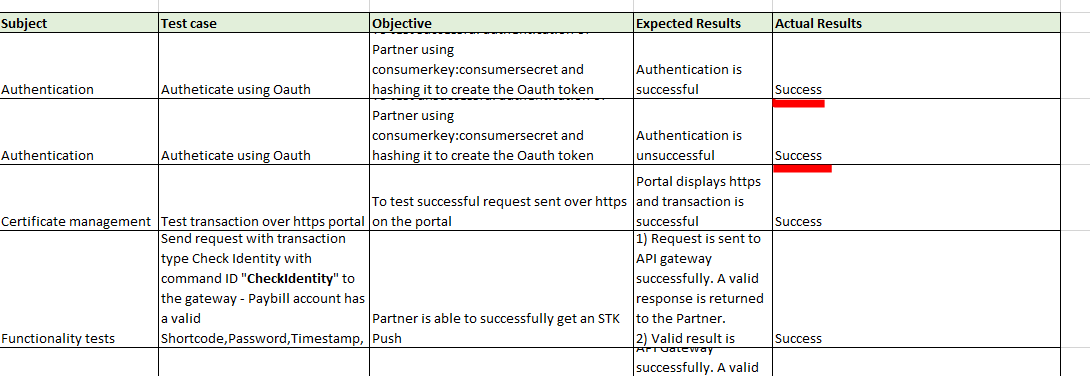 Subject Test case Objective Expected Results Actual Results
Authentication
Autheticate using Oauth
Partner using
consumerkey:consumersecret and
hashing it to create the Oauth token
Authentication is
successful
Success
Authentication
Autheticate using Oauth
Partner using
consumerkey:consumersecret and
hashing it to create the Oauth token
Authentication is
unsuccessful
Success
Certificate management
Test transaction over https portal
To test successful request sent over https
on the portal
Portal displays https
and transaction is
successful
Success
Functionality tests
Send request with transaction
type Check Identity with
command ID "CheckIdentity" to
the gateway - Paybill account has
a valid
Shortcode,Password,Timestamp,
Partner is able to successfully get an STK
Push
1) Request is sent to
API gateway
successfully. A valid
response is returned
to the Partner.
2) Valid result is
Success
API Gateway
successfully. A valid